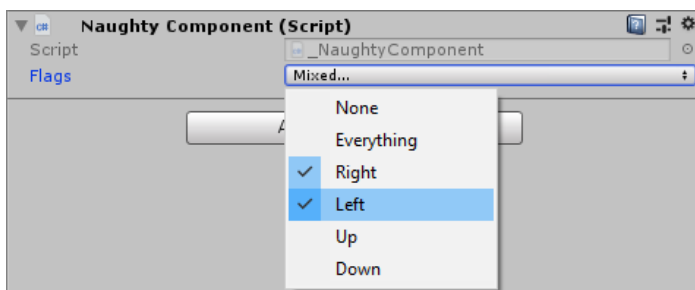 Naughty Component (Script)
Script
_NaughtyComponent
Flags
Mixed...
None
Everything
Right
Left
Up
Down